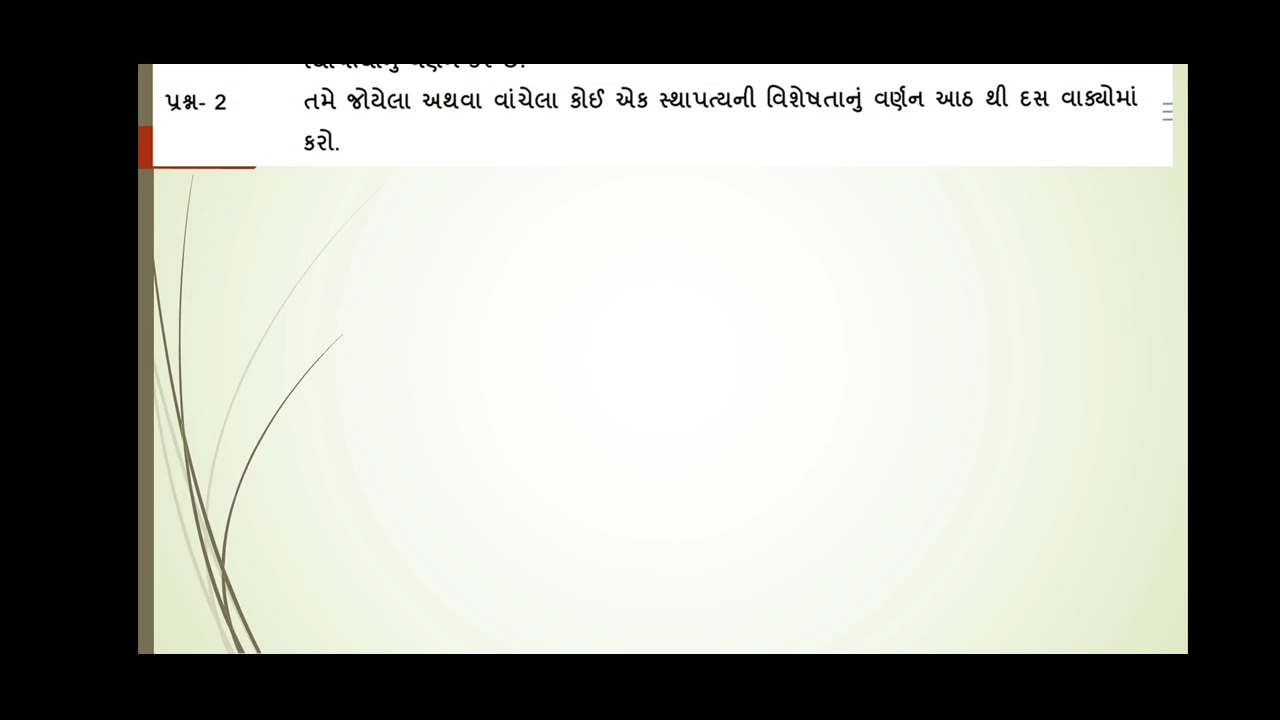 પ્રશ્ન- 2 તમે જોયેલા અથવા વાંચેલા કોઈ એક સ્થાપત્યની વિશેષતાનું વર્ણન આઠ થી દસ વાક્યોમાં
કરો.